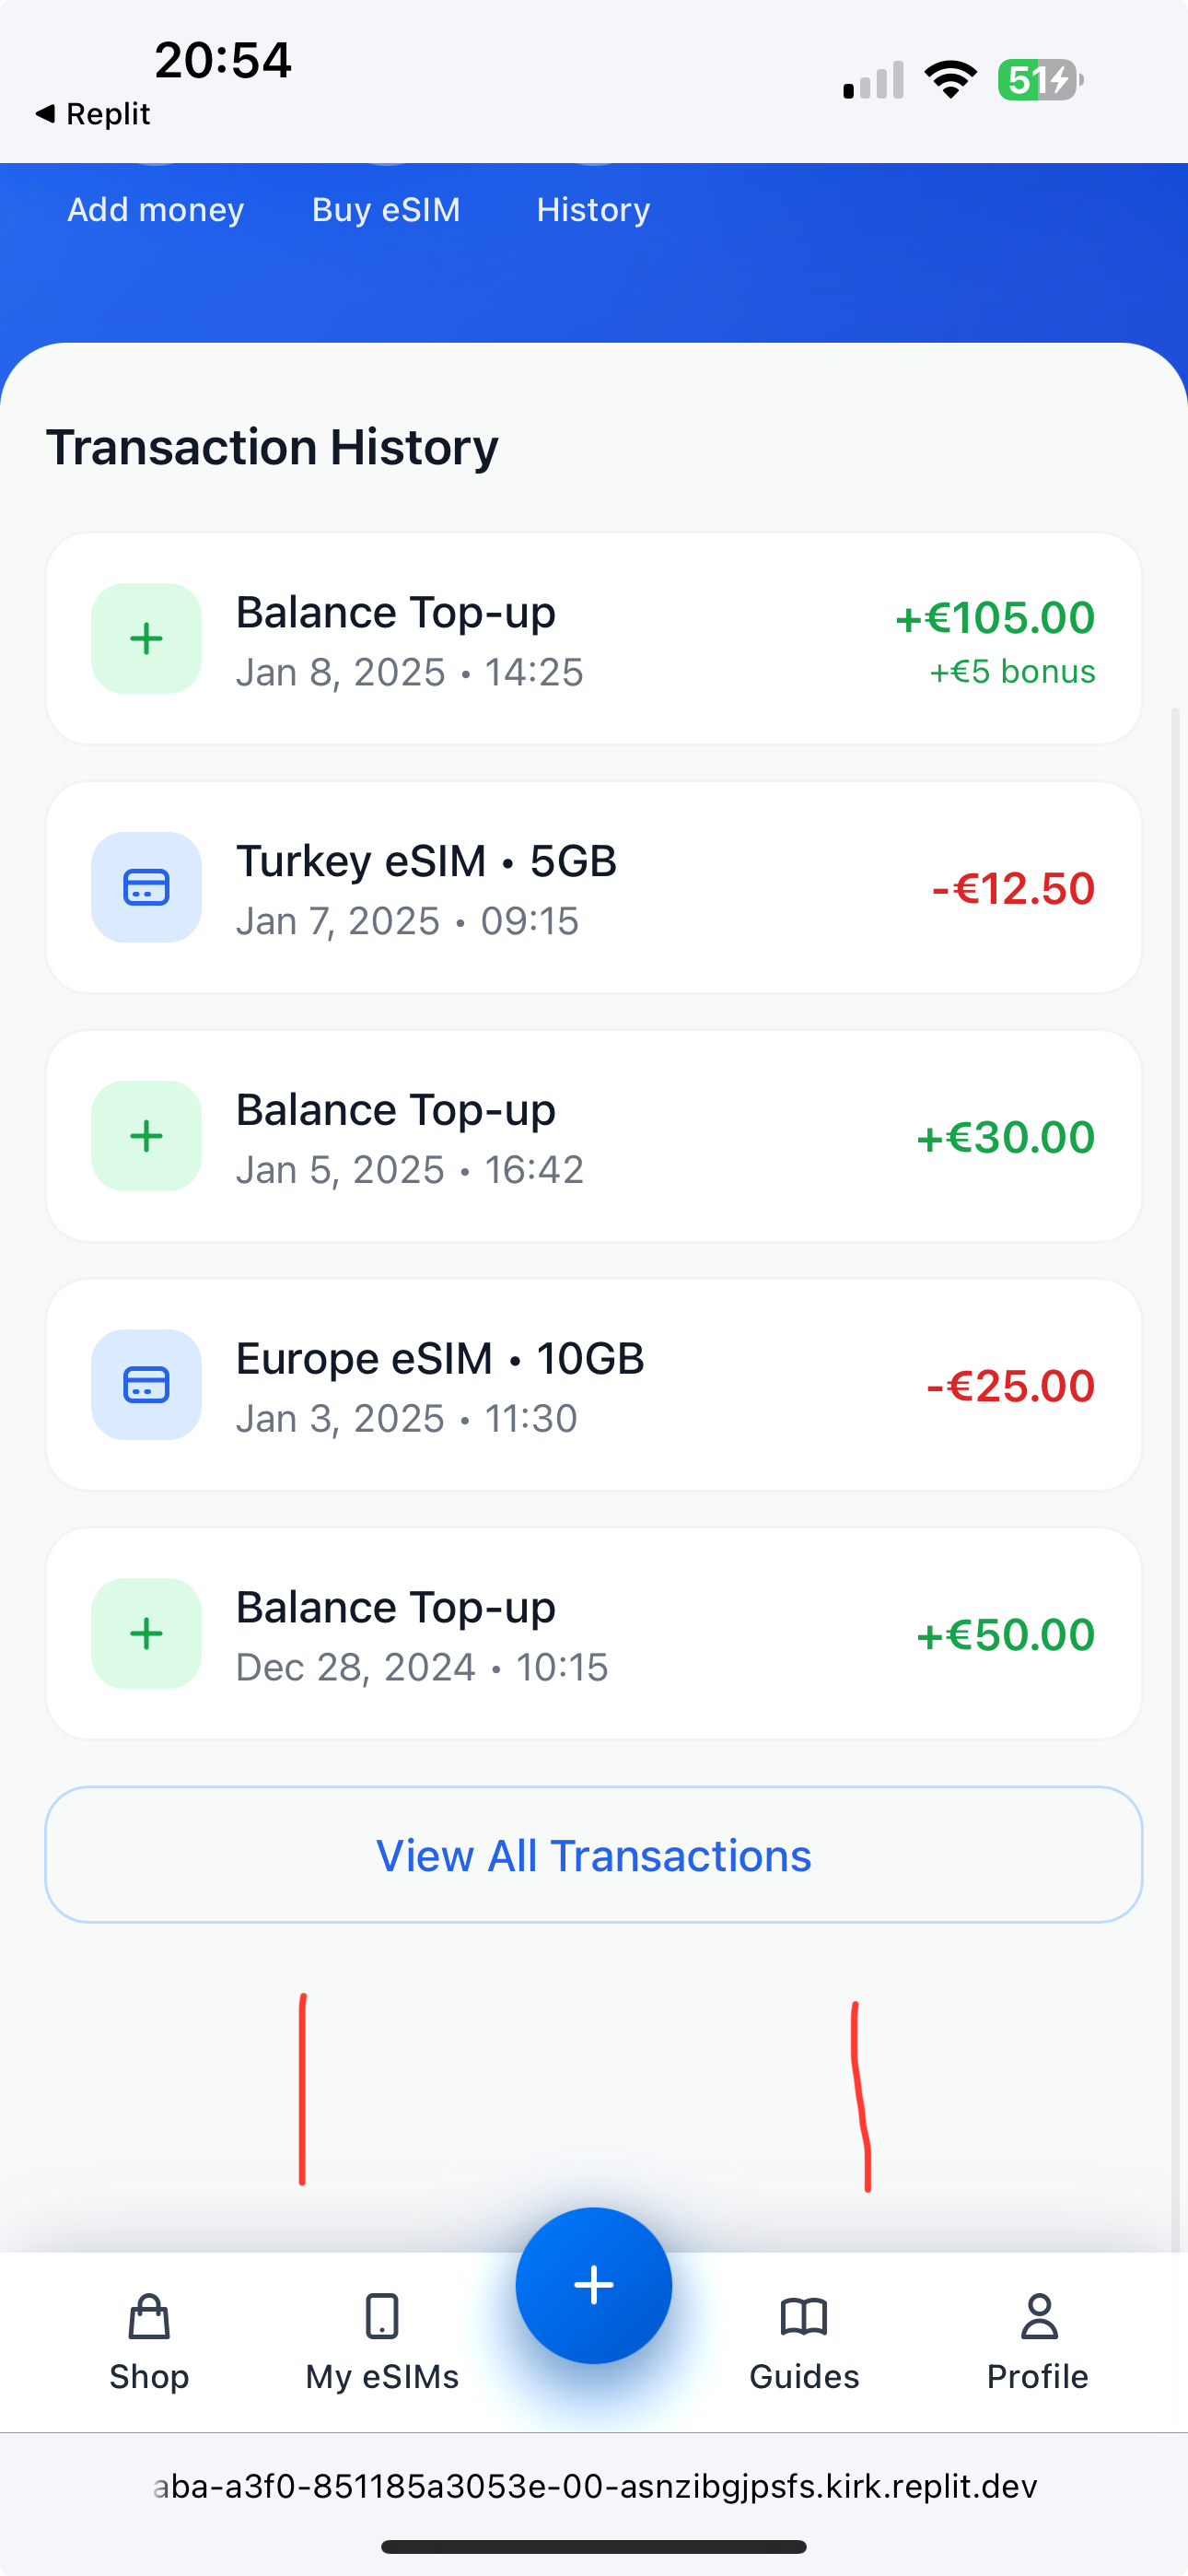 20:54
51
◀ Replit
Add money Buy eSIM History
Transaction History
Balance Top-up
+€105.00
Jan 8, 2025 • 14:25
+€5 bonus
Turkey eSIM • 5GB
-€12.50
Jan 7, 2025 • 09:15
Balance Top-up
+€30.00
Jan 5, 2025 • 16:42
Europe eSIM • 10GB
-€25.00
Jan 3, 2025 • 11:30
Balance Top-up
+€50.00
Dec 28, 2024 • 10:15
View All Transactions
Shop My eSIMs Guides Profile
aba-a3f0-851185a3053e-00-asnzibgjpsfs.kirk.replit.dev